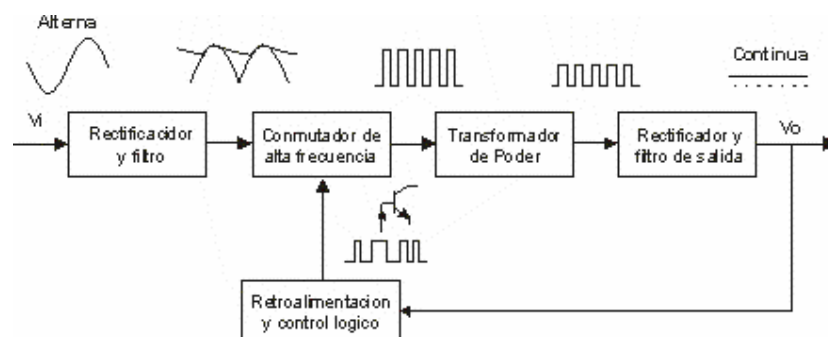 Alterna
Continua
Vi
Rectificacidor
y filtro
Conmutador de
alta frecuencia
Transformador
de Poder
Rectificador y
filtro de salida
Vo
Retroalimentacion
y control logico